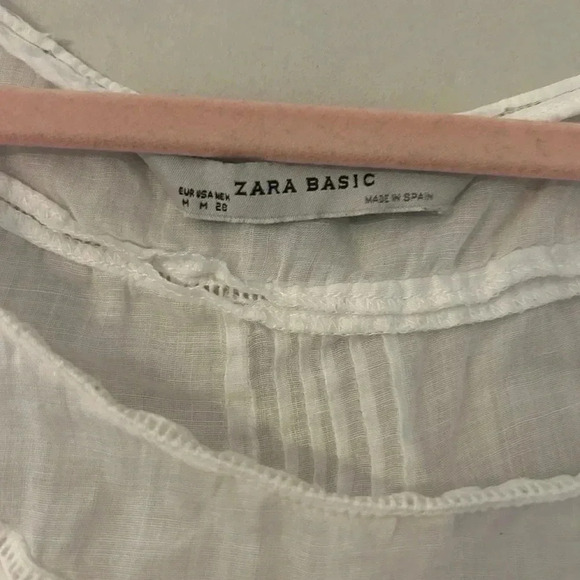 EUR USA MEX
M M 28
ZARA BASIC
MADE IN SPAIN